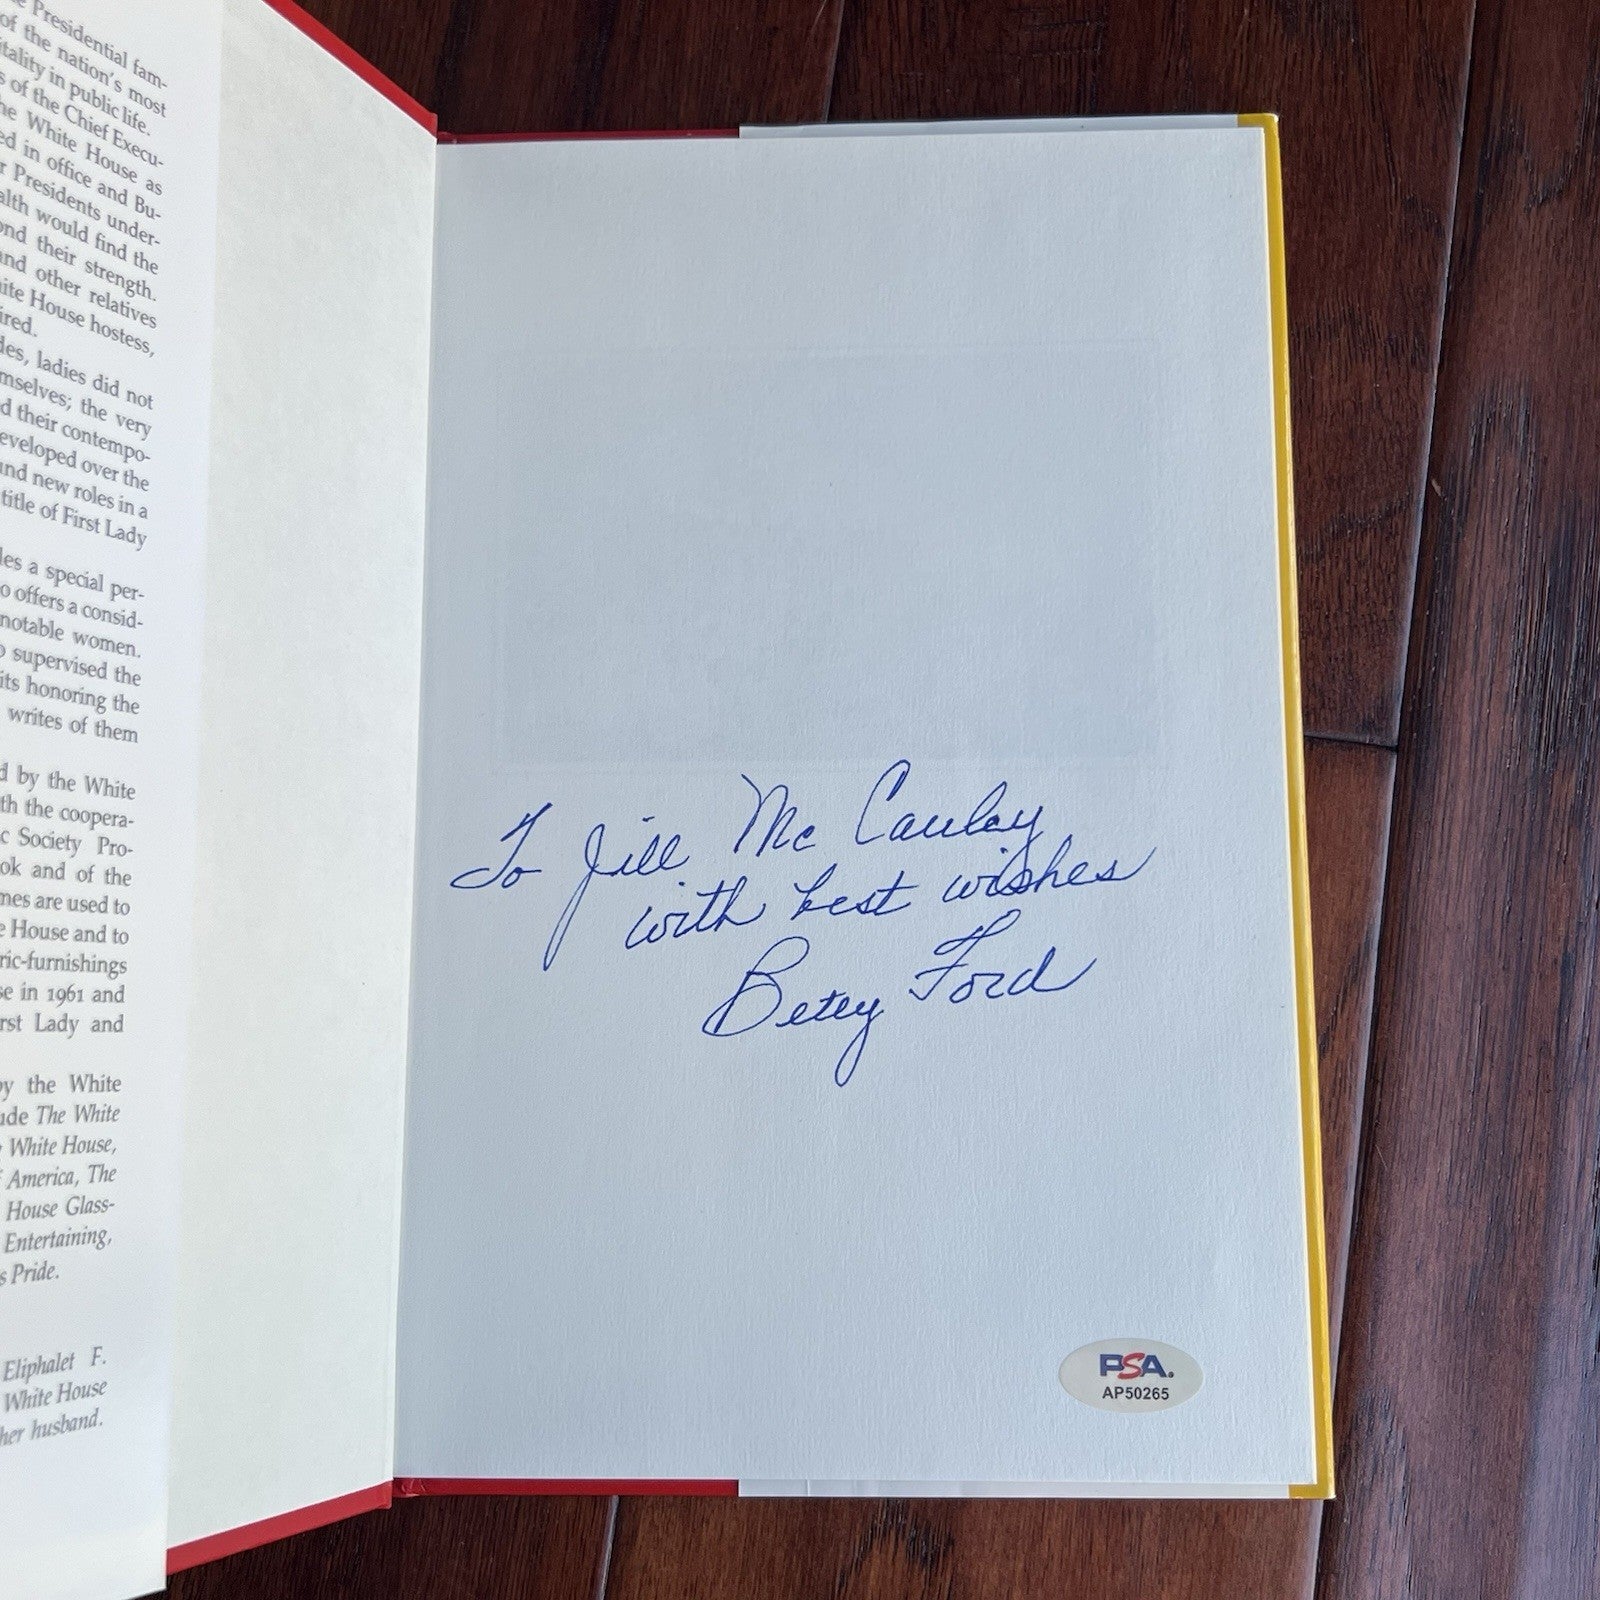 e Presidential fam-
of the nation's most
tality in public life.
s of the Chief Execu-
he White House as
ed in office and Bu-
r Presidents under-
alth would find the
ond their strength.
and other relatives
ite House hostess,
ired.
des, ladies did not
mselves; the very
d their contempo-
eveloped over the
und new roles in a
title of First Lady
les a special per-
o offers a consid-
notable women.
o supervised the
its honoring the
writes of them
d by the White
th the coopera-
c Society Pro-
ok and of the
mes are used to
e House and to
ric-furnishings
se in 1961 and
rst Lady and
by the White
ude The White
White House,
f America, The
House Glass-
Entertaining,
s Pride.
Eliphalet F.
White House
her husband.
To Jill McCauley
with best wishes
Betty Ford
PSA
AP50265